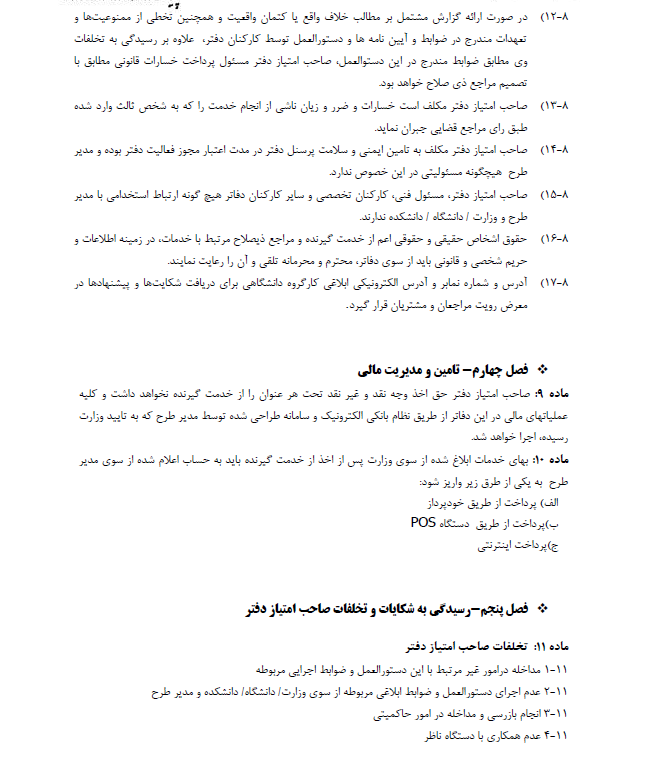 ۱۲-۸) در صورت ارائه گزارش مشتمل بر مطالب خلاف واقع یا کتمان واقعیت و همچنین تخطی از ممنوعیت‌ها و
تعهدات مندرج در ضوابط و آیین نامه ها و دستورالعمل توسط کارکنان دفتر، علاوه بر رسیدگی به تخلفات
وی مطابق ضوابط مندرج در این دستوالعمل، صاحب امتیاز دفتر مسئول پرداخت خسارات قانونی مطابق با
تصمیم مراجع ذی صلاح خواهد بود.
۱۳-۸) صاحب امتیاز دفتر مکلف است خسارات و ضرر و زیان ناشی از انجام خدمت را که به شخص ثالث وارد شده
طبق رای مراجع قضایی جبران نماید.
۱۴-۸) صاحب امتیاز دفتر مکلف به تامین ایمنی و سلامت پرسنل دفتر در مدت اعتبار مجوز فعالیت دفتر بوده و مدیر
طرح هیچگونه مسئولیتی در این خصوص ندارد.
۱۵-۸) صاحب امتیاز دفتر، مسئول فنی، کارکنان تخصصی و سایر کارکنان دفاتر هیچ گونه ارتباط استخدامی با مدیر
طرح و وزارت / دانشگاه / دانشکده ندارند.
۱۶-۸) حقوق اشخاص حقیقی و حقوقی اعم از خدمت گیرنده و مراجع ذیصلاح مرتبط با خدمات، در زمینه اطلاعات و
حریم شخصی و قانونی باید از سوی دفاتر، محترم و محرمانه تلقی و آن را رعایت نمایند.
۱۷-۸) آدرس و شماره نمابر و آدرس الکترونیکی ابلاغی کارگروه دانشگاهی برای دریافت شکایت‌ها و پیشنهادها در
معرض رویت مراجعان و مشتریان قرار گیرد.
❖ فصل چهارم– تامین و مدیریت مالی
ماده ۹: صاحب امتیاز دفتر حق اخذ وجه نقد و غیر نقد تحت هر عنوان را از خدمت گیرنده نخواهد داشت و کلیه
عملیاتهای مالی در این دفاتر از طریق نظام بانکی الکترونیک و سامانه طراحی شده توسط مدیر طرح که به تایید وزارت
رسیده، اجرا خواهد شد.
ماده ۱۰: بهای خدمات ابلاغ شده از سوی وزارت پس از اخذ از خدمت گیرنده باید به حساب اعلام شده از سوی مدیر
طرح به یکی از طرق زیر واریز شود:
الف) پرداخت از طریق خودپرداز
ب)پرداخت از طریق دستگاه POS
ج)پرداخت اینترنتی
❖ فصل پنجم–رسیدگی به شکایات و تخلفات صاحب امتیاز دفتر
ماده ۱۱: تخلفات صاحب امتیاز دفتر
۱-۱۱ مداخله درامور غیر مرتبط با این دستورالعمل و ضوابط اجرایی مربوطه
۲-۱۱ عدم اجرای دستورالعمل و ضوابط ابلاغی مربوطه از سوی وزارت/ دانشگاه/ دانشکده و مدیر طرح
۳-۱۱ انجام بازرسی و مداخله در امور حاکمیتی
۴-۱۱ عدم همکاری با دستگاه ناظر